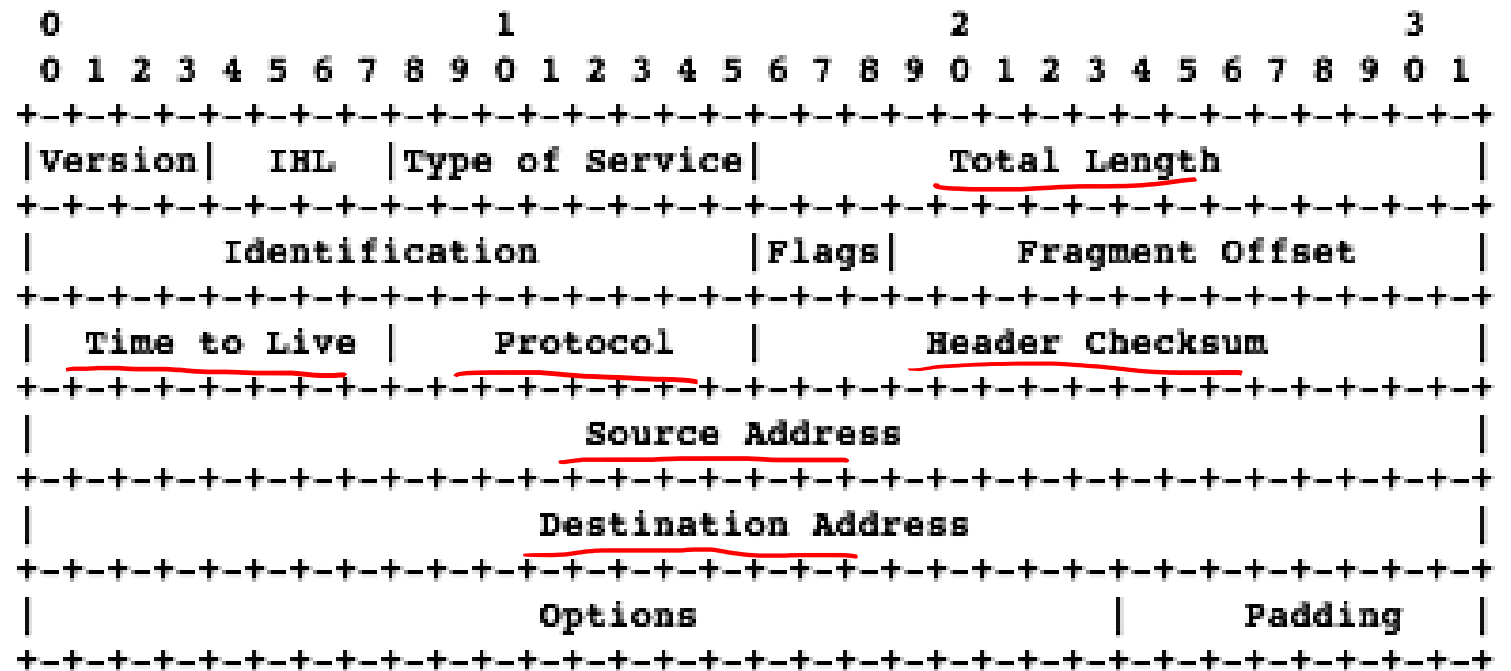 0                   1                   2                   3
 0 1 2 3 4 5 6 7 8 9 0 1 2 3 4 5 6 7 8 9 0 1 2 3 4 5 6 7 8 9 0 1
+-+-+-+-+-+-+-+-+-+-+-+-+-+-+-+-+-+-+-+-+-+-+-+-+-+-+-+-+-+-+-+-+
|Version|  IHL  |Type of Service|        Total Length           |
+-+-+-+-+-+-+-+-+-+-+-+-+-+-+-+-+-+-+-+-+-+-+-+-+-+-+-+-+-+-+-+-+
|        Identification         |Flags|     Fragment Offset     |
+-+-+-+-+-+-+-+-+-+-+-+-+-+-+-+-+-+-+-+-+-+-+-+-+-+-+-+-+-+-+-+-+
|  Time to Live |    Protocol   |       Header Checksum         |
+-+-+-+-+-+-+-+-+-+-+-+-+-+-+-+-+-+-+-+-+-+-+-+-+-+-+-+-+-+-+-+-+
|                        Source Address                         |
+-+-+-+-+-+-+-+-+-+-+-+-+-+-+-+-+-+-+-+-+-+-+-+-+-+-+-+-+-+-+-+-+
|                      Destination Address                      |
+-+-+-+-+-+-+-+-+-+-+-+-+-+-+-+-+-+-+-+-+-+-+-+-+-+-+-+-+-+-+-+-+
|                      Options                  |     Padding   |
+-+-+-+-+-+-+-+-+-+-+-+-+-+-+-+-+-+-+-+-+-+-+-+-+-+-+-+-+-+-+-+-+